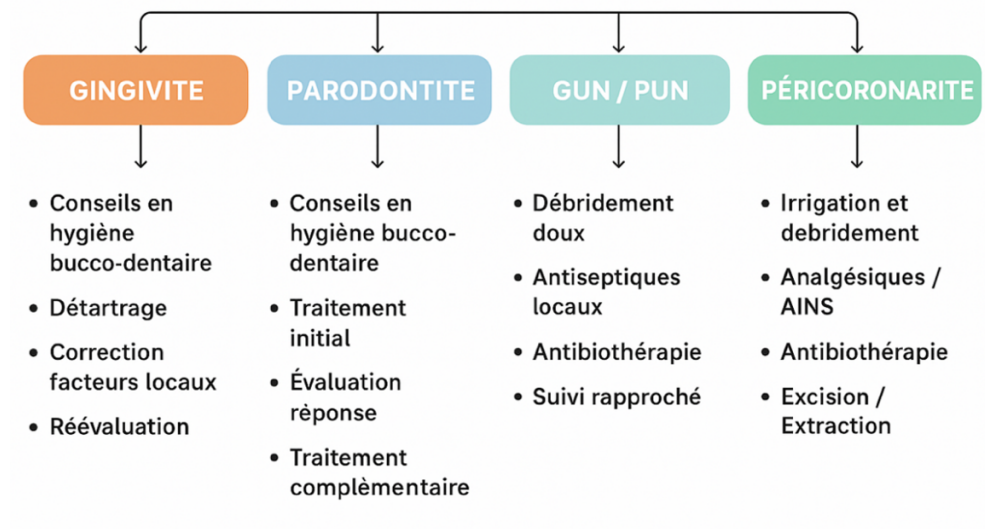 GINGIVITE
Conseils en
hygiène
bucco-dentaire
Détartrage
Correction
facteurs locaux
Réévaluation
PARODONTITE
Conseils en
hygiène bucco-
dentaire
Traitement
initial
Évaluation
rèponse
Traitement
complèmentaire
GUN / PUN
Débridement
doux
Antiseptiques
locaux
Antibiothérapie
Suivi rapproché
PÉRICORONARITE
Irrigation et
debridement
Analgésiques /
AINS
Antibiothérapie
Excision /
Extraction